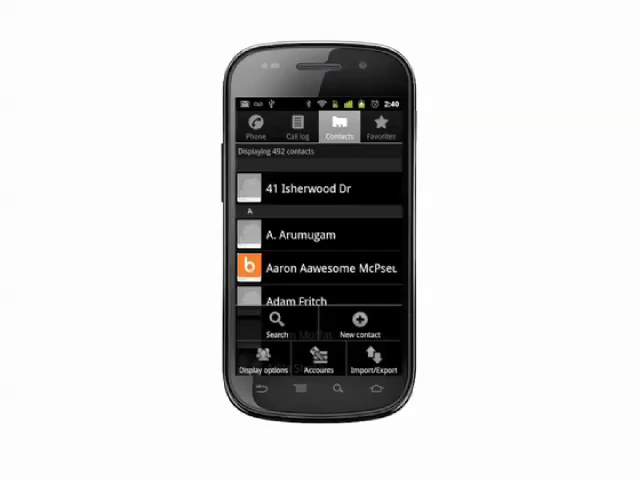 2:40
Phone Call log Contacts Favorites
Displaying 492 contacts
41 Isherwood Dr
A
A. Arumugam
Aaron Aawesome McPseu
Adam Fritch
Search New contact
Display options Accounts Import/Export